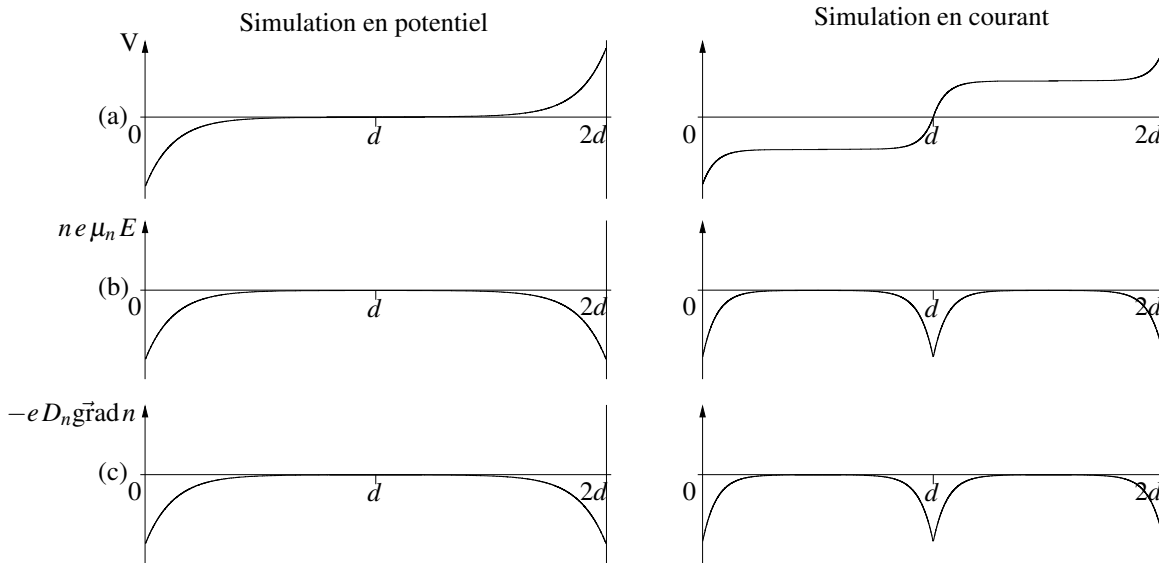 Simulation en potentiel
Simulation en courant
V
(a)
0
d
2d
0
d
2d
n e μₙ E
(b)
0
d
2d
0
d
2d
−e Dₙ gra⃗d n
(c)
0
d
2d
0
d
2d